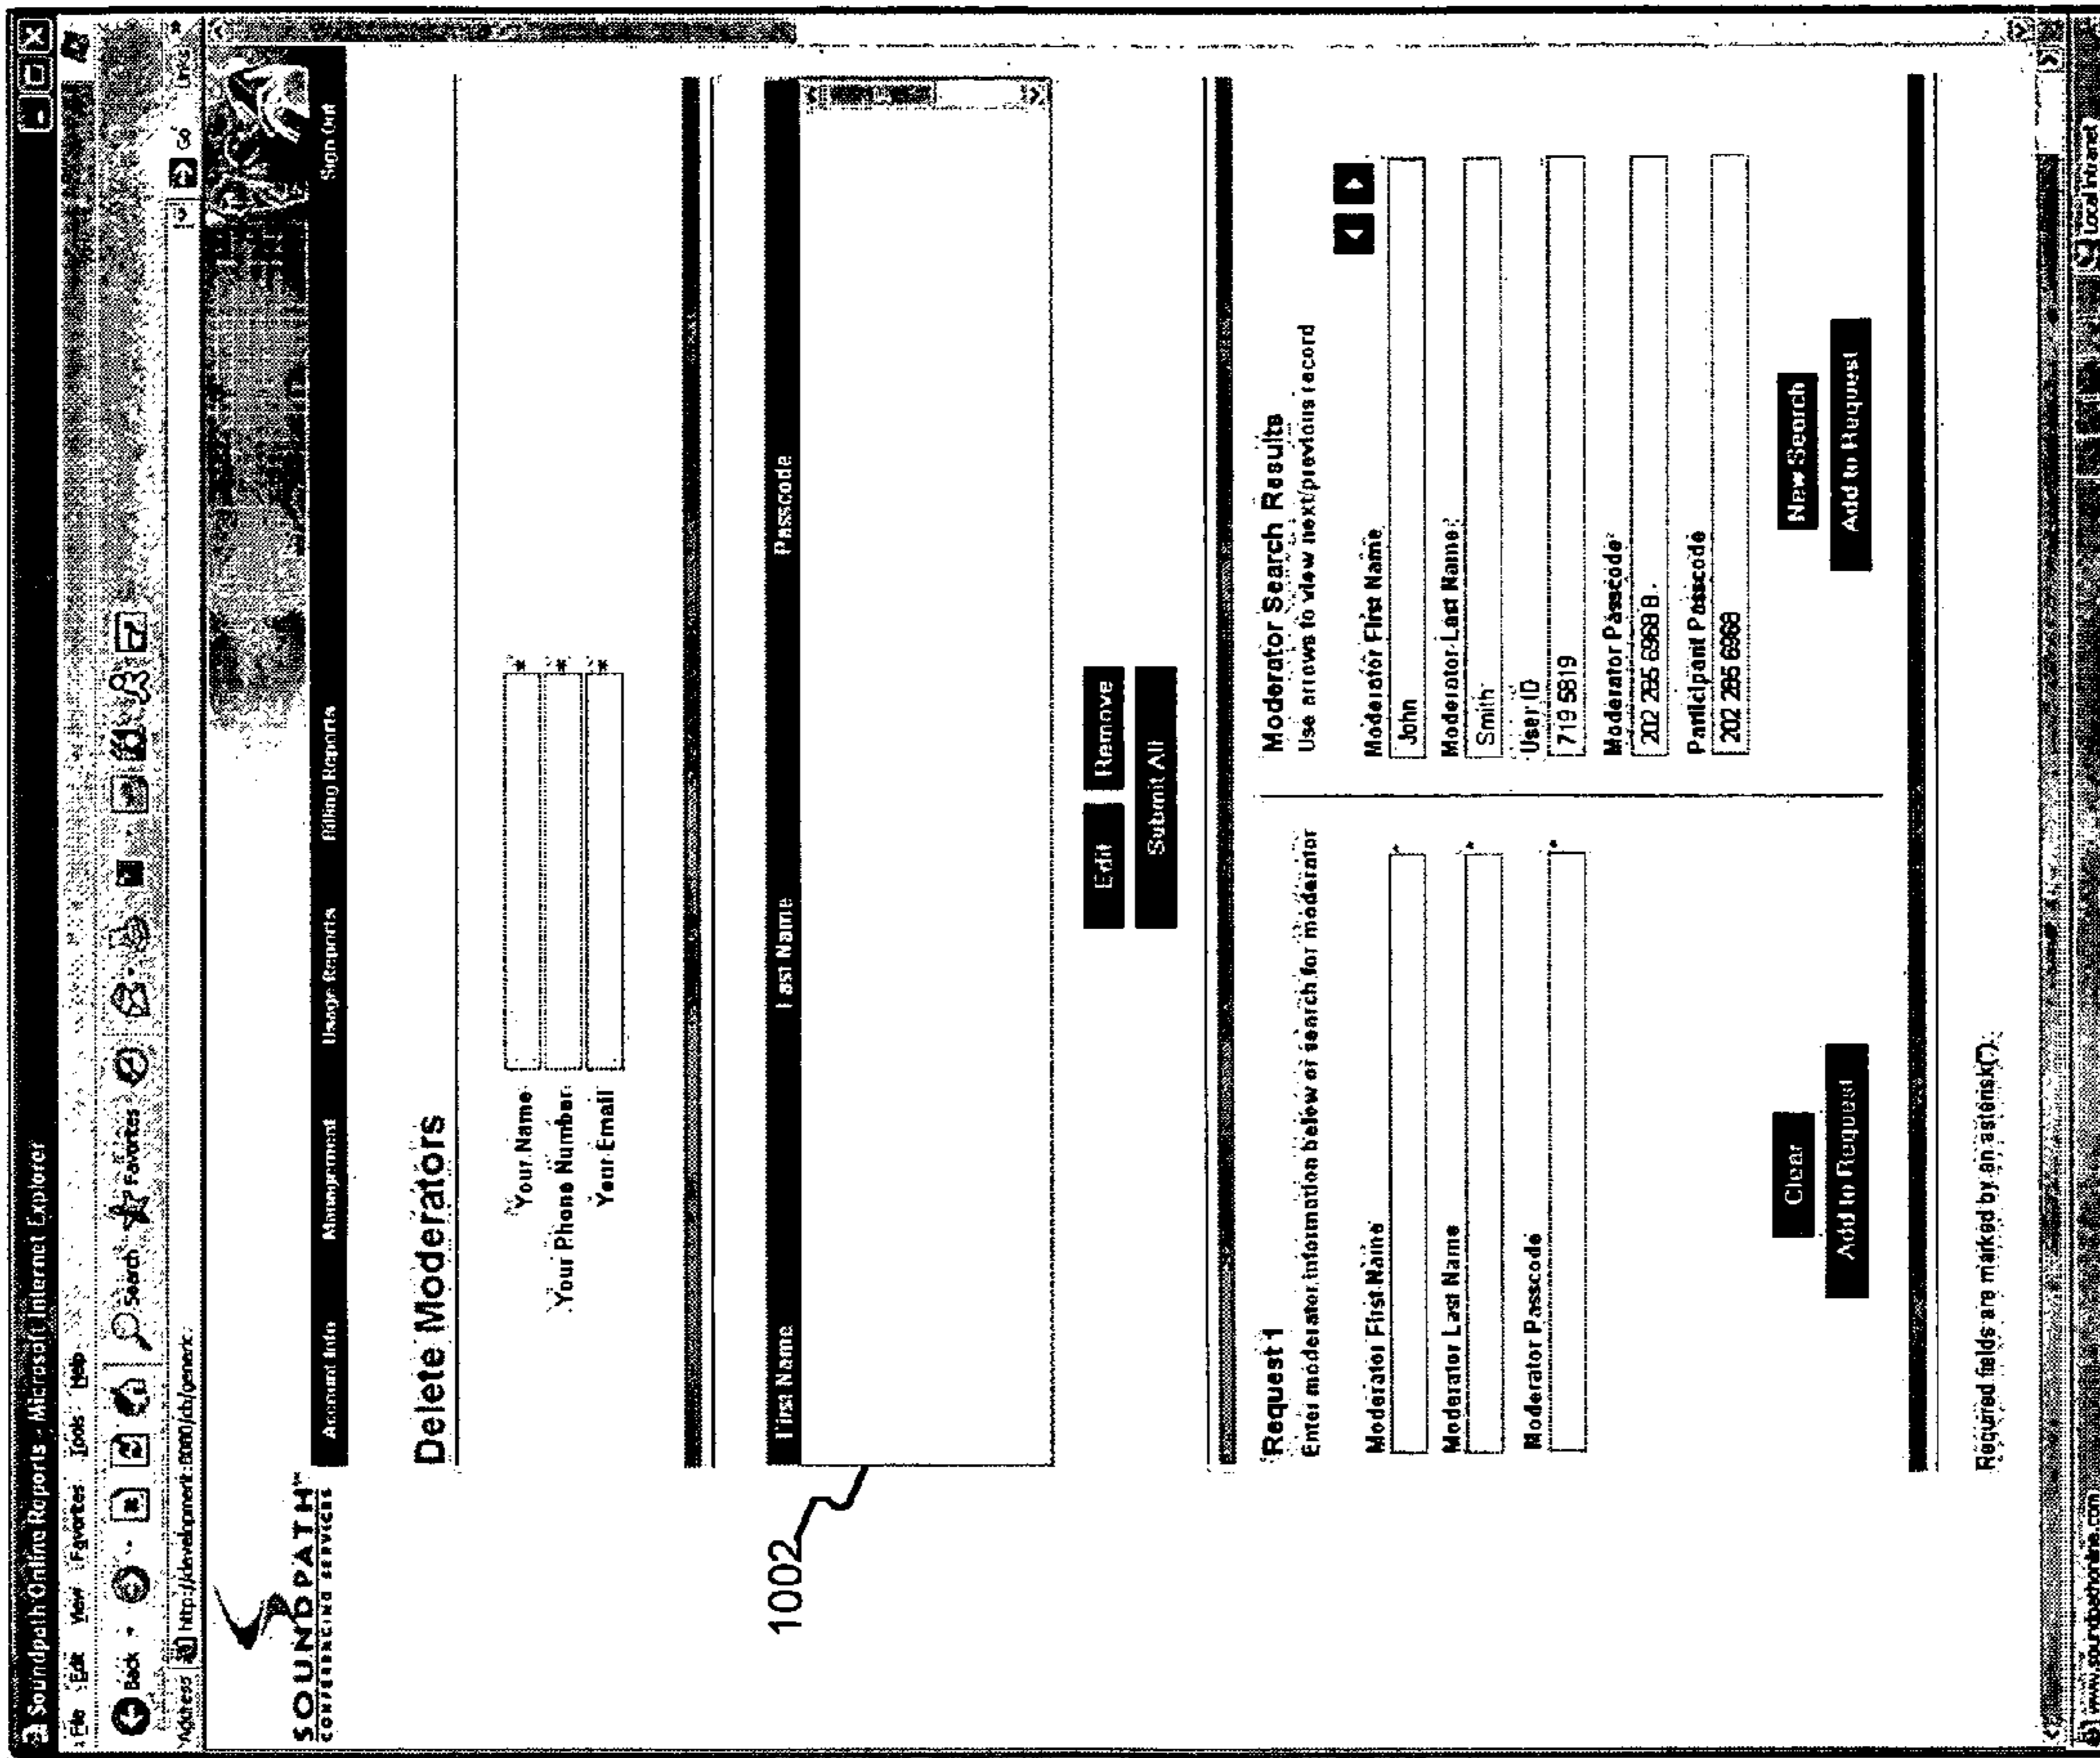 Soundpath Online Reports - Microsoft Internet Explorer
File Edit View Favorites Tools Help
Back Search Favorites
Address http://development:8080/cb/generic Go Links
SOUNDPATH™
CONFERENCING SERVICES
Account Info Management Usage Reports Billing Reports Sign Out
Delete Moderators
Your Name *
Your Phone Number *
Your Email *
1002
First Name Last Name Passcode
Edit Remove
Submit All
Request 1
Enter moderator information below or search for moderator
Moderator First Name
*
Moderator Last Name
*
Moderator Passcode
*
Clear
Add to Request
Moderator Search Results
Use arrows to view next/previous record
Moderator First Name
John
Moderator Last Name
Smith
User ID
719 5819
Moderator Passcode
202 285 6968 8
Participant Passcode
202 285 6968
New Search
Add to Request
Required fields are marked by an asterisk(*).
www.soundpathonline.com Local intranet